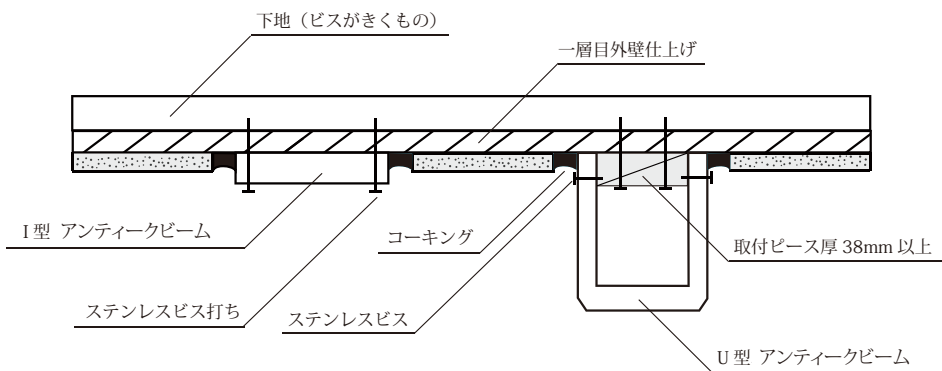 下地（ビスがきくもの）
一層目外壁仕上げ
I 型 アンティークビーム
コーキング
取付ピース厚 38mm 以上
ステンレスビス打ち
ステンレスビス
U 型 アンティークビーム